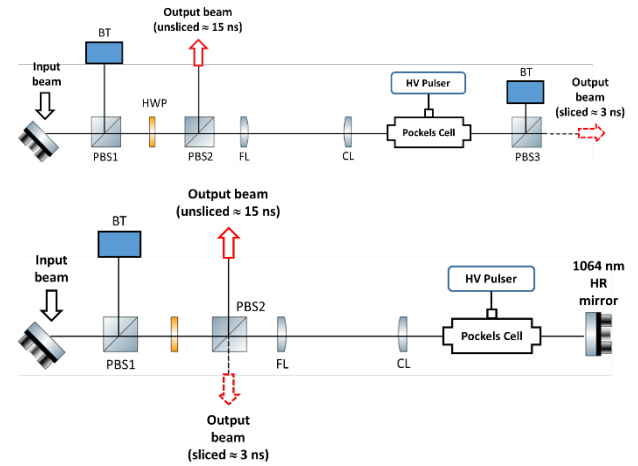 Output beam
(unsliced ≈ 15 ns)
Input
beam
BT
HWP
HV Pulser
BT
Output
beam
(sliced ≈ 3 ns)
Pockels Cell
PBS1
PBS2
FL
CL
PBS3
Output beam
(unsliced ≈ 15 ns)
BT
Input
beam
1064 nm
HR
mirror
HV Pulser
PBS2
Pockels Cell
PBS1
FL
CL
Output
beam
(sliced ≈ 3 ns)